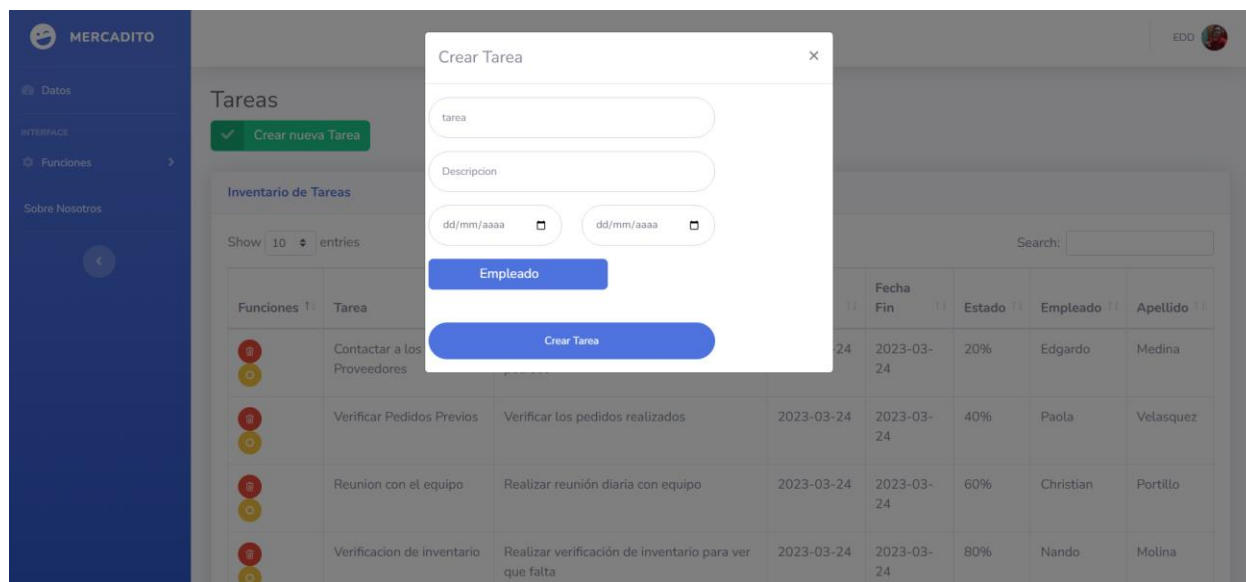 MERCADITO
EDD
Datos
INTERFACE
Funciones
Sobre Nosotros
Tareas
Crear nueva Tarea
Inventario de Tareas
Show 10 entries
Search:
Crear Tarea ×
tarea
Descripcion
dd/mm/aaaa dd/mm/aaaa
Empleado
Crear Tarea
Funciones Tarea Fecha Fin Estado Empleado Apellido
Contactar a los Proveedores -24 2023-03-24 20% Edgardo Medina
Verificar Pedidos Previos Verificar los pedidos realizados 2023-03-24 2023-03-24 40% Paola Velasquez
Reunion con el equipo Realizar reunión diaria con equipo 2023-03-24 2023-03-24 60% Christian Portillo
Verificacion de inventario Realizar verificación de inventario para ver que falta 2023-03-24 2023-03-24 80% Nando Molina